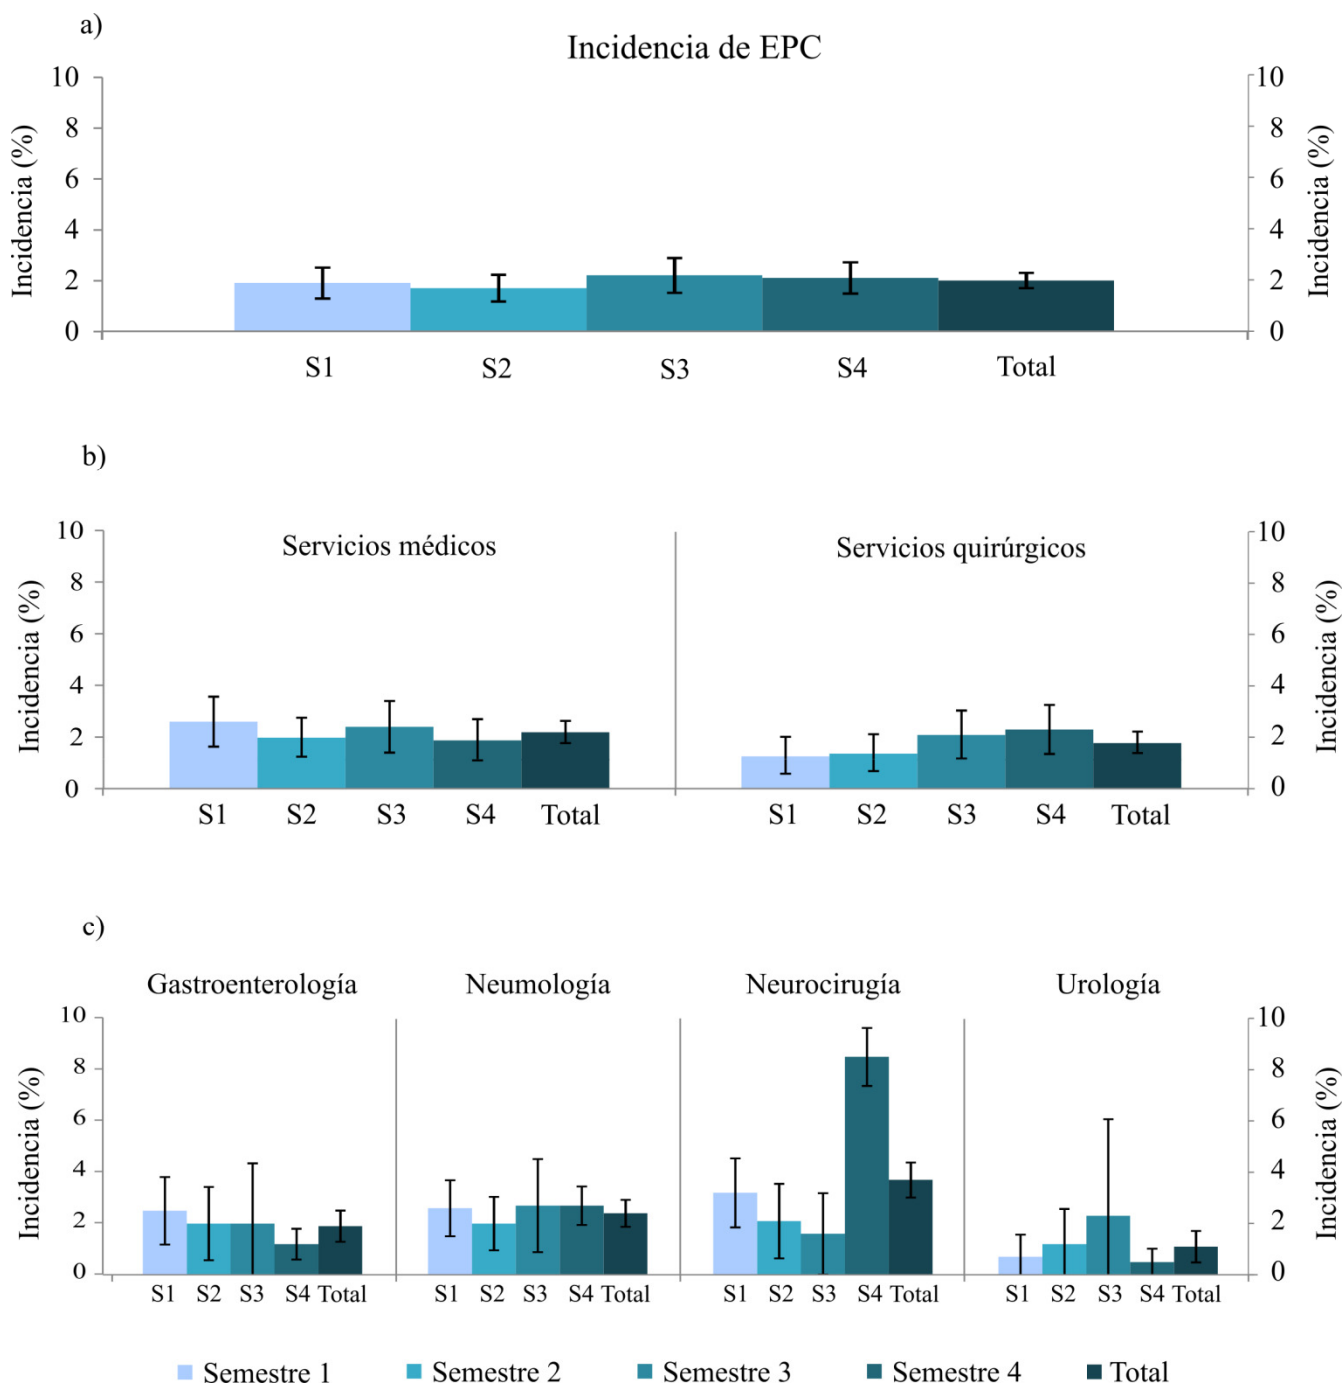 a)
Incidencia de EPC
10 10
8 8
6 6
4 4
2 2
0 0
Incidencia (%)
Incidencia (%)
S1 S2 S3 S4 Total
b)
Servicios médicos Servicios quirúrgicos
10 10
8 8
6 6
4 4
2 2
0 0
Incidencia (%)
Incidencia (%)
S1 S2 S3 S4 Total S1 S2 S3 S4 Total
c)
Gastroenterología Neumología Neurocirugía Urología
10 10
8 8
6 6
4 4
2 2
0 0
Incidencia (%)
Incidencia (%)
S1 S2 S3 S4 Total S1 S2 S3 S4 Total S1 S2 S3 S4 Total S1 S2 S3 S4 Total
Semestre 1 Semestre 2 Semestre 3 Semestre 4 Total